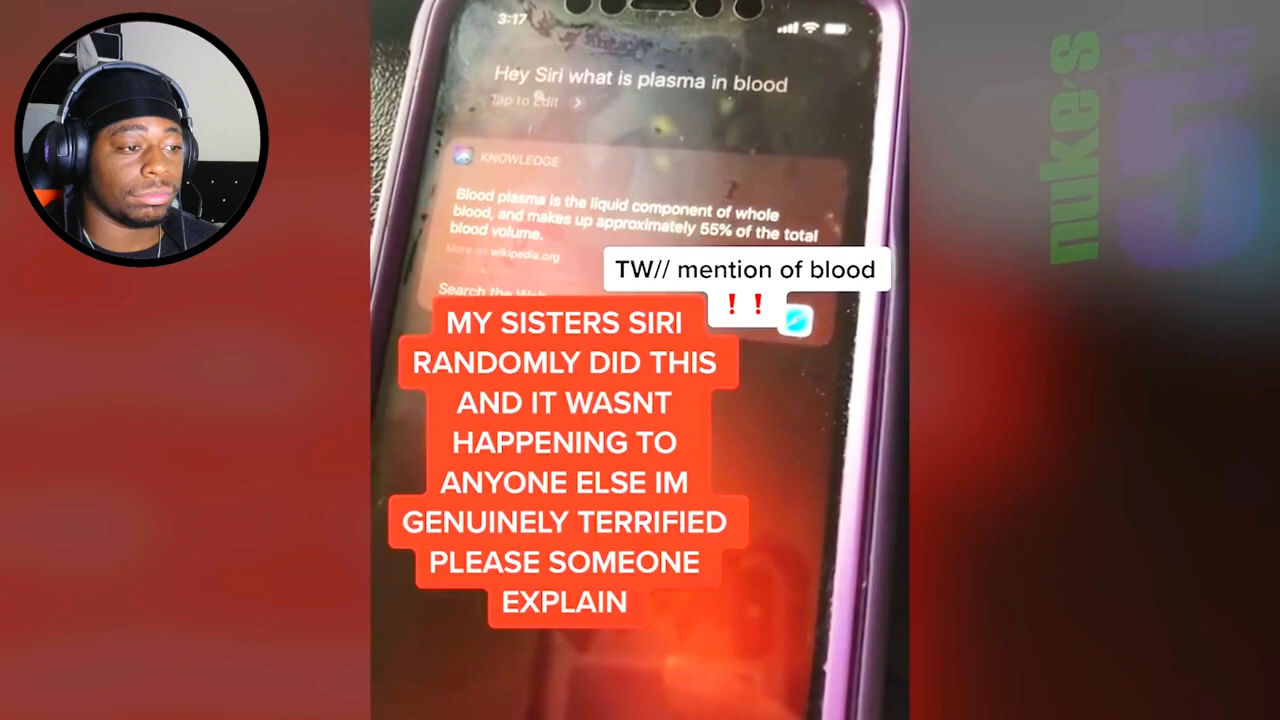 3:17
Hey Siri what is plasma in blood
Tap to Edit >
KNOWLEDGE
Blood plasma is the liquid component of whole
blood, and makes up approximately 55% of the total
blood volume.
More on wikipedia.org
Search the Web
TW// mention of blood
❗❗
MY SISTERS SIRI
RANDOMLY DID THIS
AND IT WASNT
HAPPENING TO
ANYONE ELSE IM
GENUINELY TERRIFIED
PLEASE SOMEONE
EXPLAIN
nuke's
Top
5